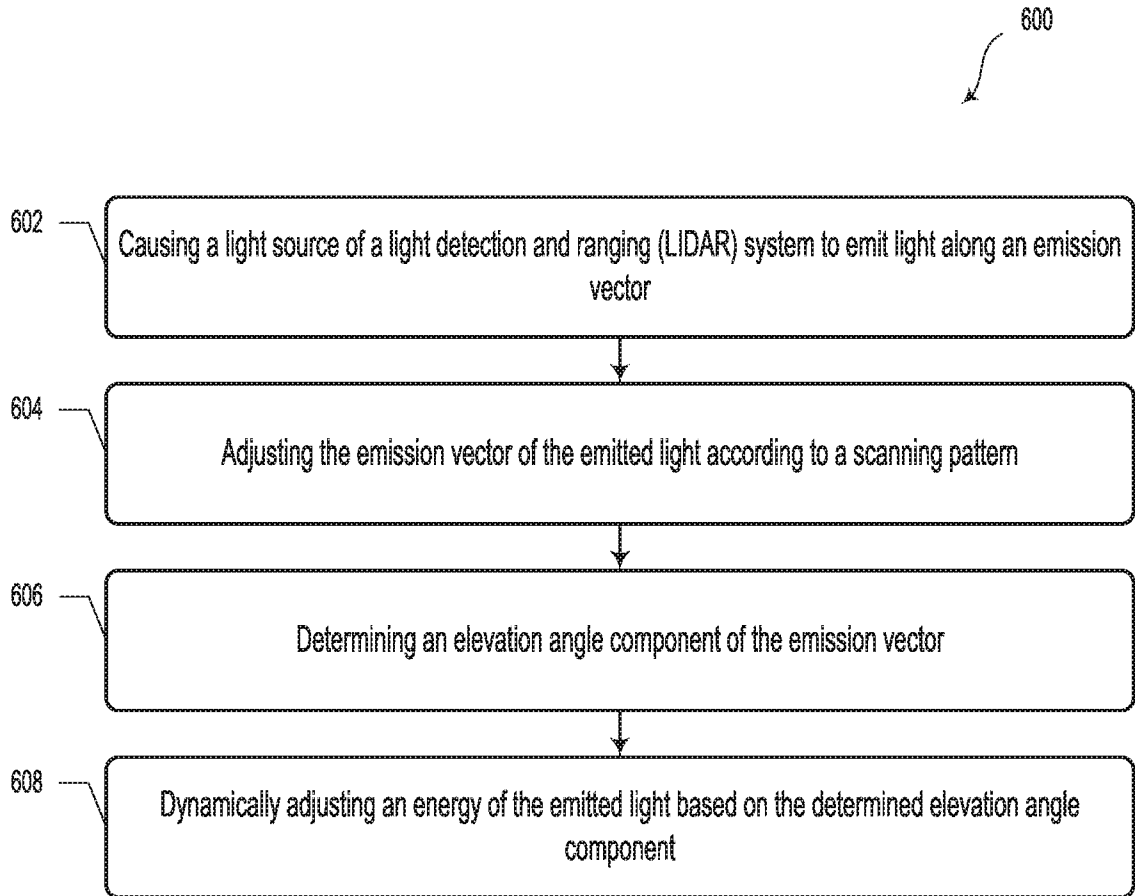 600
602
Causing a light source of a light detection and ranging (LIDAR) system to emit light along an emission
vector
604
Adjusting the emission vector of the emitted light according to a scanning pattern
606
Determining an elevation angle component of the emission vector
608
Dynamically adjusting an energy of the emitted light based on the determined elevation angle
component